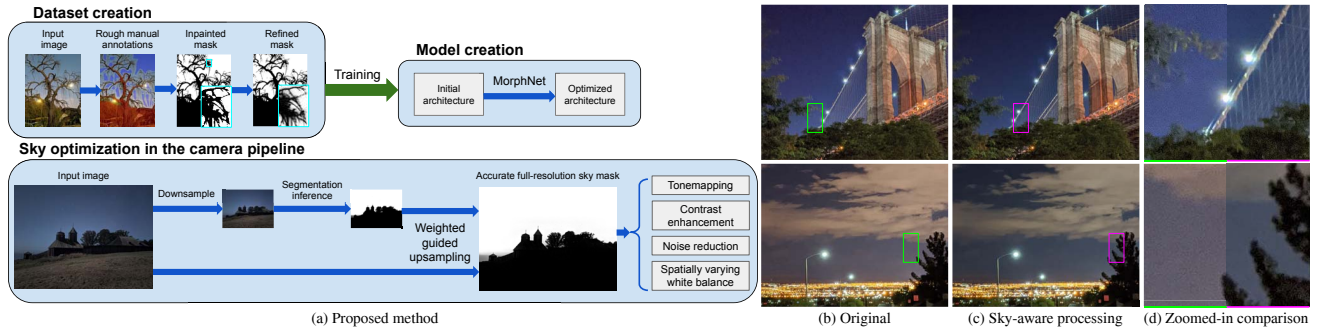 Dataset creation
Input
image
Rough manual
annotations
Inpainted
mask
Refined
mask
Training
Model creation
Initial
architecture
MorphNet
Optimized
architecture
Sky optimization in the camera pipeline
Input image
Downsample
Segmentation
inference
Weighted
guided
upsampling
Accurate full-resolution sky mask
Tonemapping
Contrast
enhancement
Noise reduction
Spatially varying
white balance
(a) Proposed method
(b) Original
(c) Sky-aware processing
(d) Zoomed-in comparison